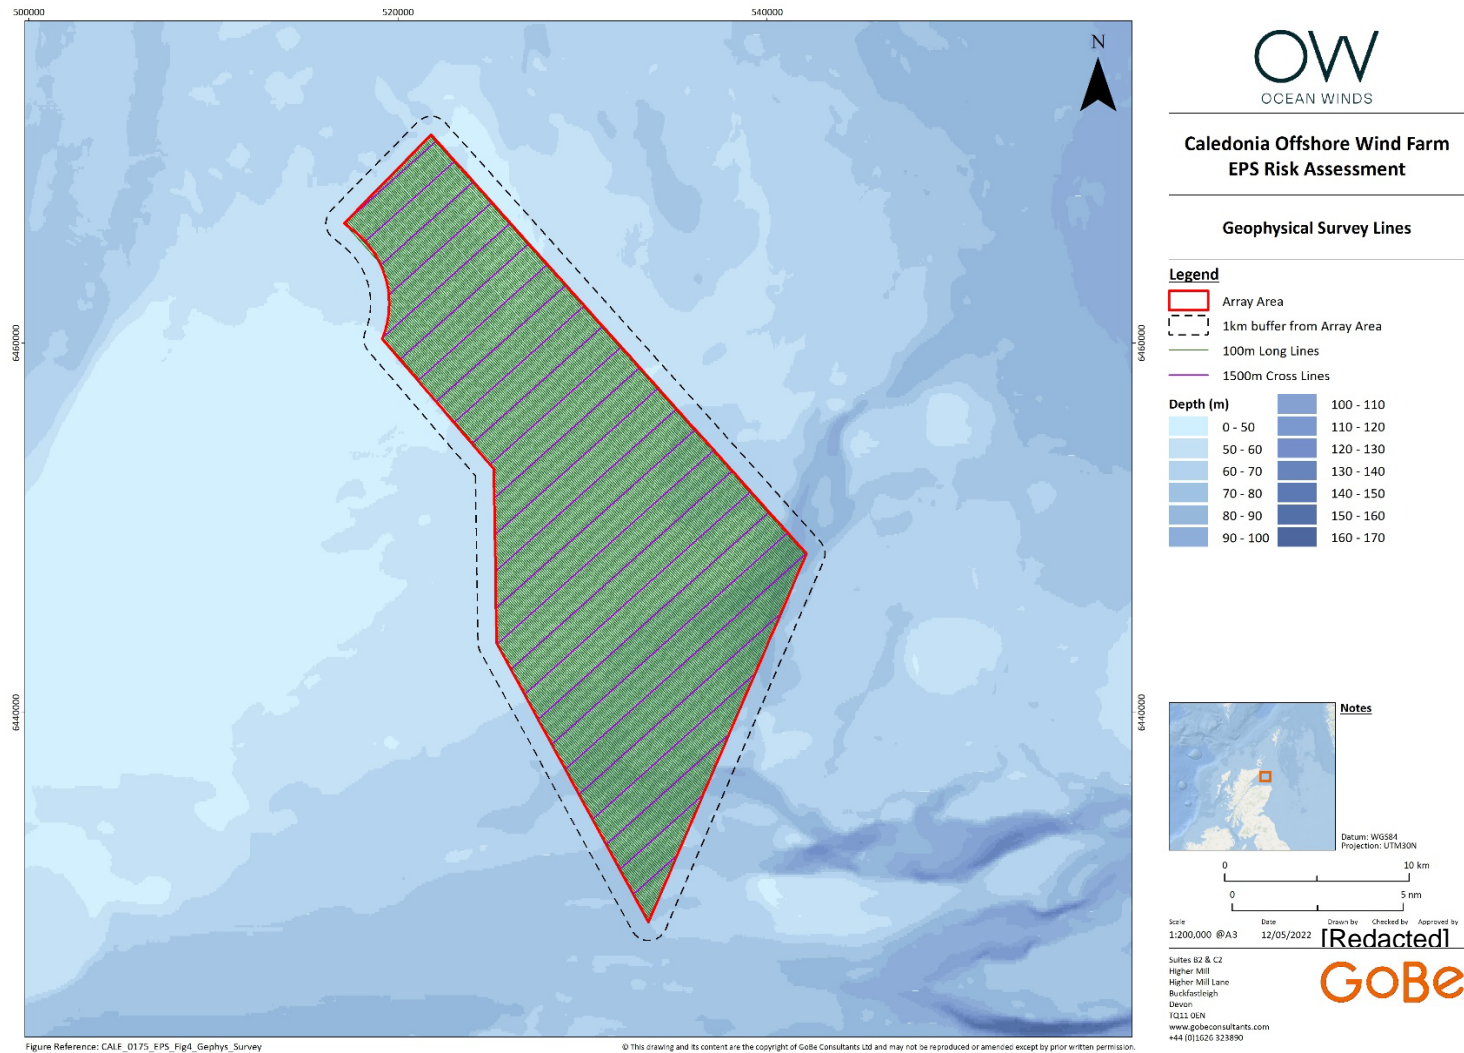 500000
520000
540000
6460000
6440000
6460000
6440000
N
OW
OCEAN WINDS
Caledonia Offshore Wind Farm
EPS Risk Assessment
Geophysical Survey Lines
Legend
Array Area
1km buffer from Array Area
100m Long Lines
1500m Cross Lines
Depth (m)
0 - 50
50 - 60
60 - 70
70 - 80
80 - 90
90 - 100
100 - 110
110 - 120
120 - 130
130 - 140
140 - 150
150 - 160
160 - 170
Notes
Datum: WGS84
Projection: UTM30N
0 10 km
0 5 nm
Scale Date Drawn by Checked by Approved by
1:200,000 @A3 12/05/2022 [Redacted]
Suites B2 & C2
Higher Mill
Higher Mill Lane
Buckfastleigh
Devon
TQ11 0EN
www.gobeconsultants.com
+44 (0)1626 323890
GoBe
Figure Reference: CALE_0175_EPS_Fig4_Gephys_Survey
© This drawing and its content are the copyright of GoBe Consultants Ltd and may not be reproduced or amended except by prior written permission.